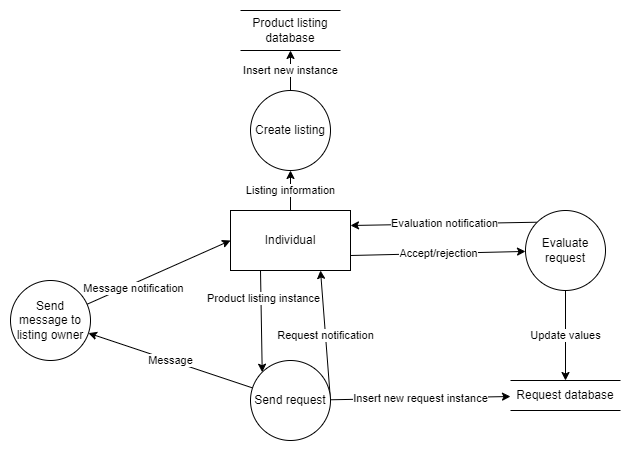 Product listing
database
Insert new instance
Create listing
Listing information
Individual
Evaluation notification
Accept/rejection
Evaluate
request
Message notification
Product listing instance
Send
message to
listing owner
Request notification
Update values
Message
Send request
Insert new request instance
Request database